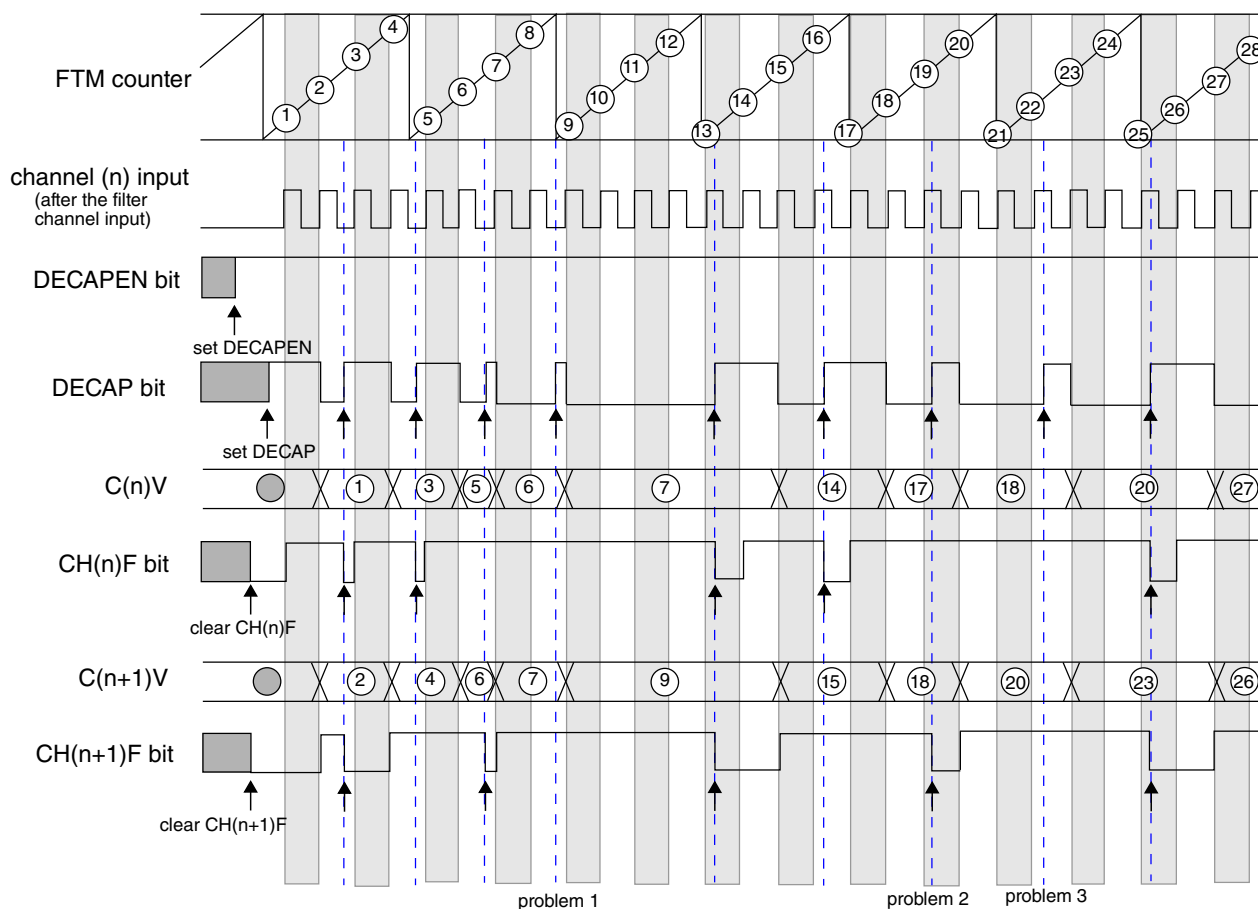 FTM counter
1 2 3 4 5 6 7 8 9 10 11 12 13 14 15 16 17 18 19 20 21 22 23 24 25 26 27 28
channel (n) input
(after the filter
channel input)
DECAPEN bit
set DECAPEN
DECAP bit
set DECAP
C(n)V
1 3 5 6 7 14 17 18 20 27
CH(n)F bit
clear CH(n)F
C(n+1)V
2 4 6 7 9 15 18 20 23 26
CH(n+1)F bit
clear CH(n+1)F
problem 1 problem 2 problem 3